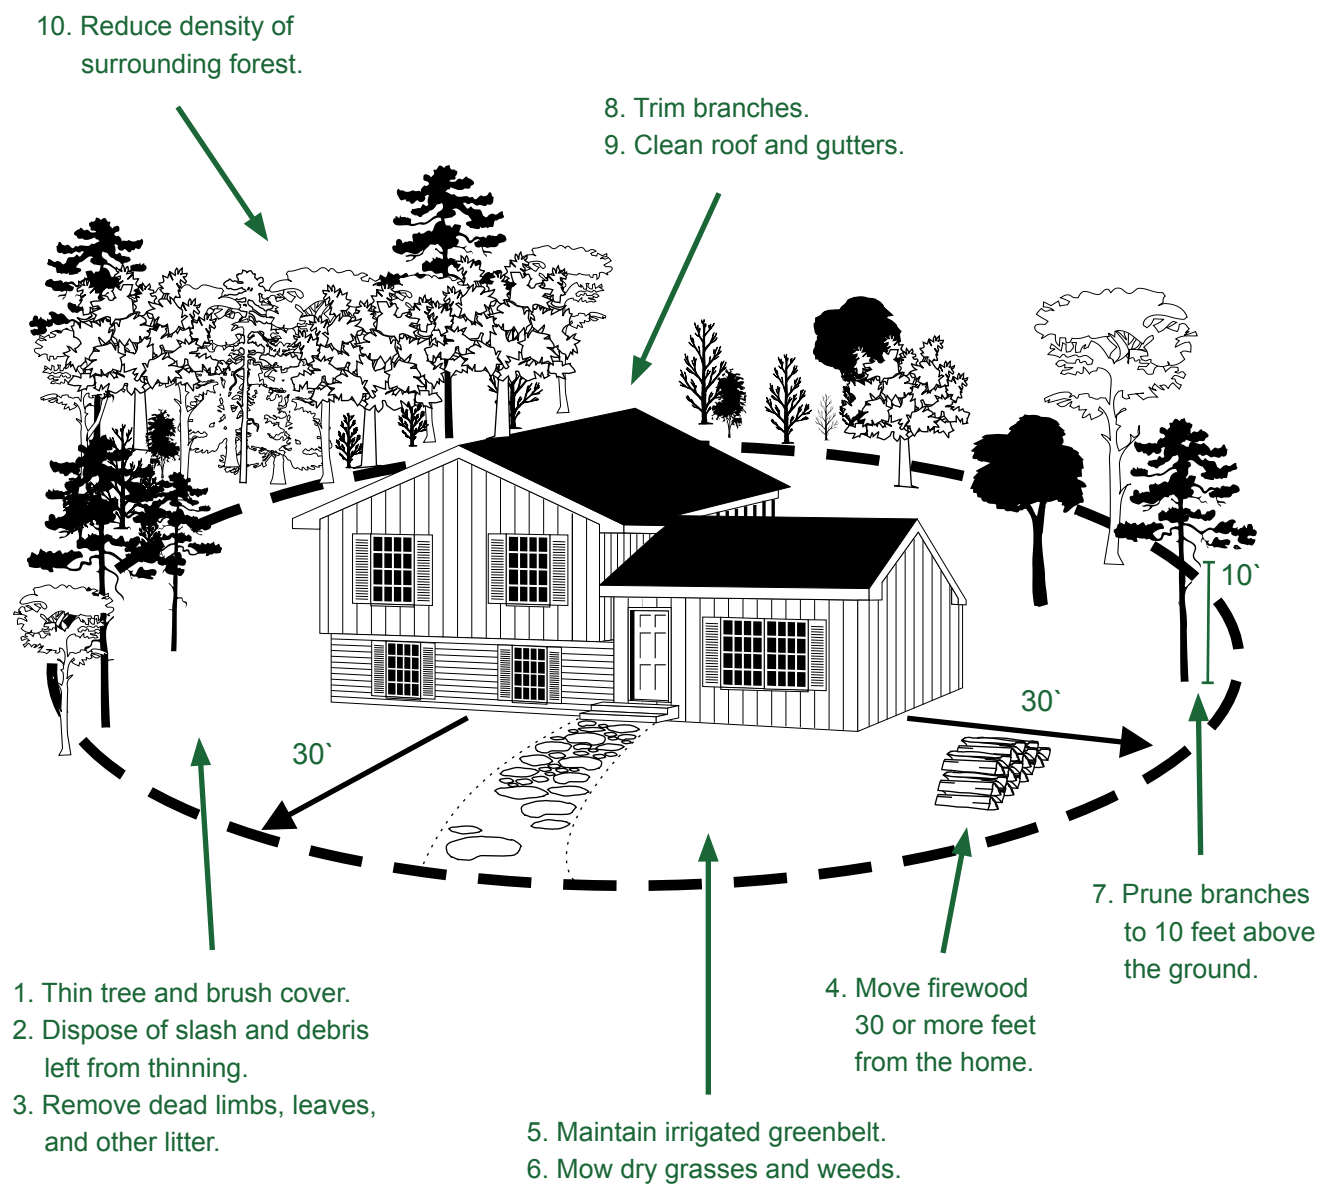 10. Reduce density of
surrounding forest.
8. Trim branches.
9. Clean roof and gutters.
10`
30`
30`
7. Prune branches
to 10 feet above
the ground.
1. Thin tree and brush cover.
2. Dispose of slash and debris
left from thinning.
3. Remove dead limbs, leaves,
and other litter.
4. Move firewood
30 or more feet
from the home.
5. Maintain irrigated greenbelt.
6. Mow dry grasses and weeds.